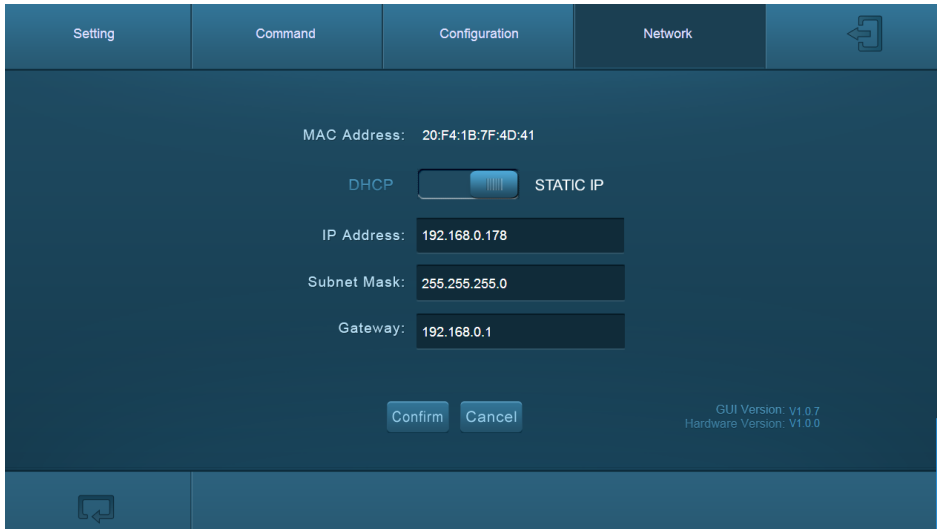 Setting Command Configuration Network
MAC Address: 20:F4:1B:7F:4D:41
DHCP STATIC IP
IP Address: 192.168.0.178
Subnet Mask: 255.255.255.0
Gateway: 192.168.0.1
Confirm Cancel
GUI Version: V1.0.7
Hardware Version: V1.0.0